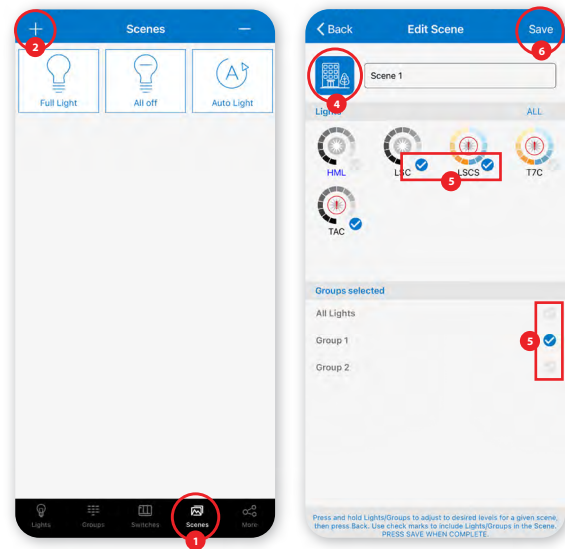 + Scenes −
2
Full Light All off Auto Light
A
Lights Groups Switches Scenes More
1
< Back Edit Scene Save
6
Scene 1
4
Lights ALL
HML LSC LSCS T7C
5
TAC
Groups selected
All Lights
Group 1
5
Group 2
Press and hold Lights/Groups to adjust to desired levels for a given scene,
then press Back. Use check marks to include Lights/Groups in the Scene.
PRESS SAVE WHEN COMPLETE.